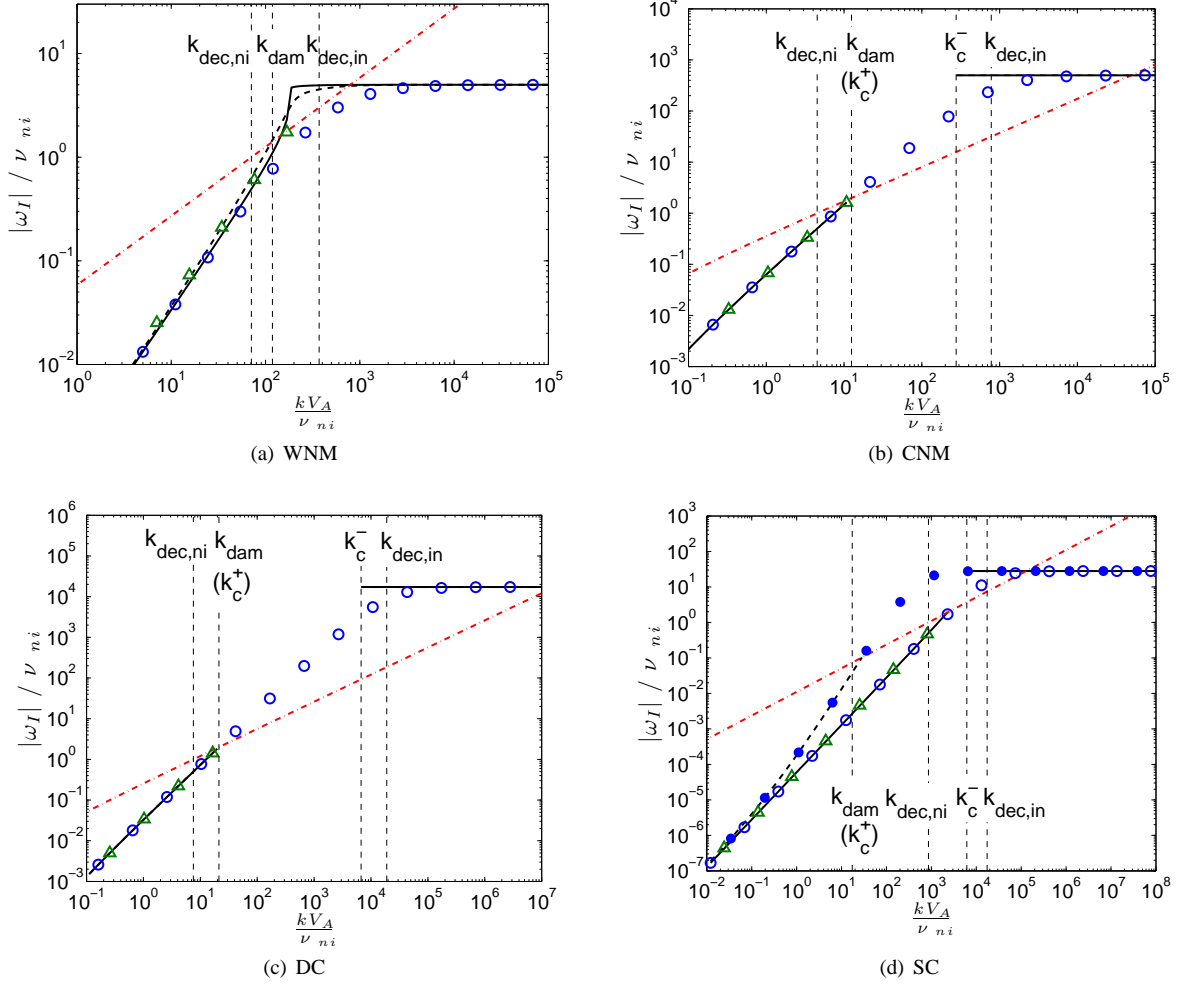 k_dec,ni k_dam k_dec,in
10^1
10^0
10^-1
10^-2
|ω_I| / ν_ni
10^0 10^1 10^2 10^3 10^4 10^5
kV_A / ν_ni
(a) WNM
k_dec,ni k_dam (k_c^+) k_c^- k_dec,in
10^4
10^3
10^2
10^1
10^0
10^-1
10^-2
10^-3
|ω_I| / ν_ni
10^-1 10^0 10^1 10^2 10^3 10^4 10^5
kV_A / ν_ni
(b) CNM
k_dec,ni k_dam (k_c^+) k_c^- k_dec,in
10^6
10^5
10^4
10^3
10^2
10^1
10^0
10^-1
10^-2
10^-3
|ω_I| / ν_ni
10^-1 10^0 10^1 10^2 10^3 10^4 10^5 10^6 10^7
kV_A / ν_ni
(c) DC
10^3
10^2
10^1
10^0
10^-1
10^-2
10^-3
10^-4
10^-5
10^-6
10^-7
|ω_I| / ν_ni
k_dam (k_c^+) k_dec,ni k_c^- k_dec,in
10^-2 10^-1 10^0 10^1 10^2 10^3 10^4 10^5 10^6 10^7 10^8
kV_A / ν_ni
(d) SC